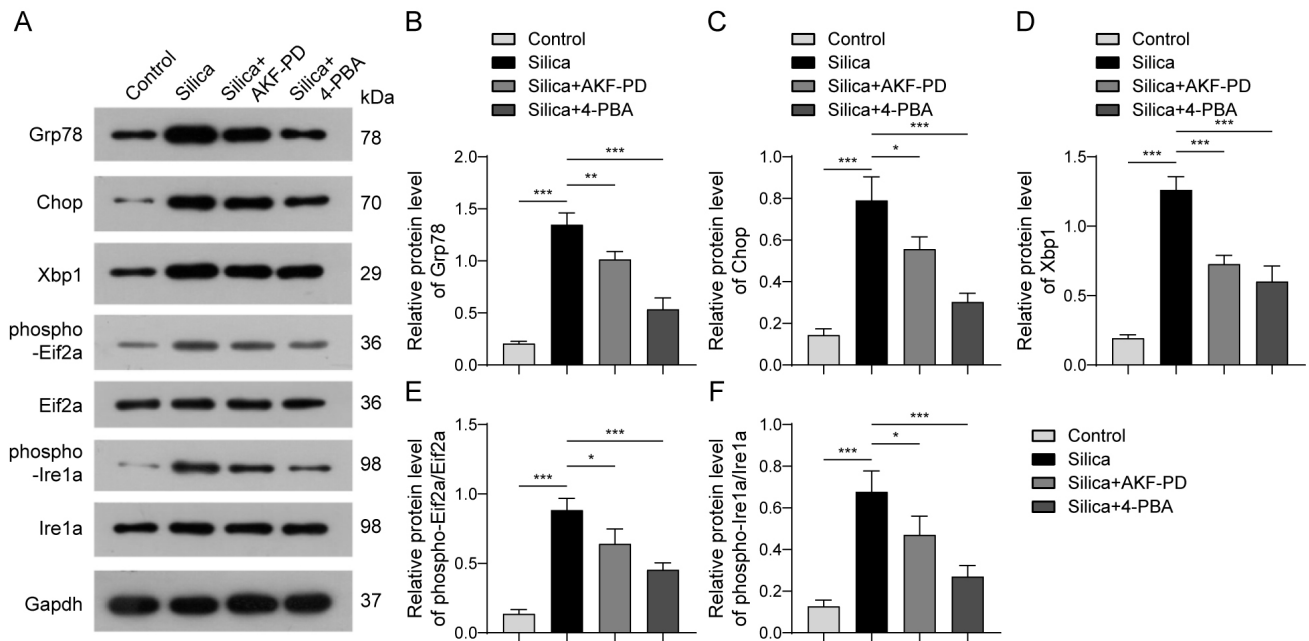 A
Control
Silica
Silica+
AKF-PD
Silica+
4-PBA
kDa
Grp78
78
Chop
70
Xbp1
29
phospho
-Eif2a
36
Eif2a
36
phospho
-Ire1a
98
Ire1a
98
Gapdh
37
B
Control
Silica
Silica+AKF-PD
Silica+4-PBA
Relative protein level
of Grp78
2.0
1.5
1.0
0.5
0.0
***
**
***
C
Control
Silica
Silica+AKF-PD
Silica+4-PBA
Relative protein level
of Chop
1.0
0.8
0.6
0.4
0.2
0.0
***
*
***
D
Control
Silica
Silica+AKF-PD
Silica+4-PBA
Relative protein level
of Xbp1
1.5
1.0
0.5
0.0
***
***
***
E
Relative protein level
of phospho-Eif2a/Eif2a
1.5
1.0
0.5
0.0
***
*
***
F
Relative protein level
of phospho-Ire1a/Ire1a
1.0
0.8
0.6
0.4
0.2
0.0
***
*
***
Control
Silica
Silica+AKF-PD
Silica+4-PBA